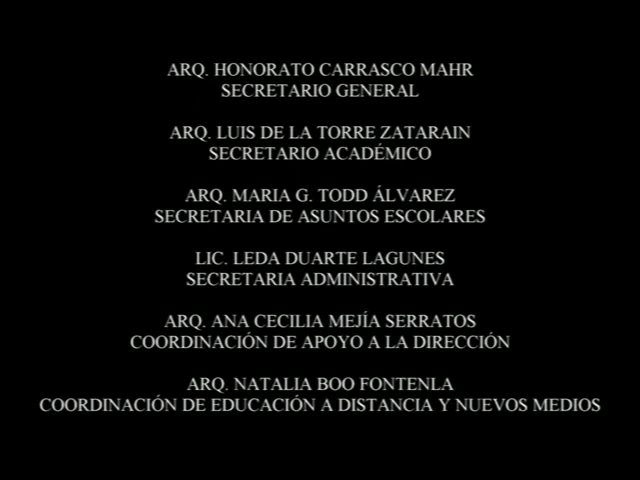 ARQ. HONORATO CARRASCO MAHR
SECRETARIO GENERAL
ARQ. LUIS DE LA TORRE ZATARAIN
SECRETARIO ACADÉMICO
ARQ. MARIA G. TODD ÁLVAREZ
SECRETARIA DE ASUNTOS ESCOLARES
LIC. LEDA DUARTE LAGUNES
SECRETARIA ADMINISTRATIVA
ARQ. ANA CECILIA MEJÍA SERRATOS
COORDINACIÓN DE APOYO A LA DIRECCIÓN
ARQ. NATALIA BOO FONTENLA
COORDINACIÓN DE EDUCACIÓN A DISTANCIA Y NUEVOS MEDIOS